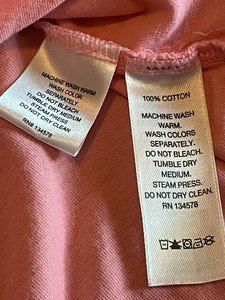 MACHINE WASH WARM
WASH COLOR
SEPARATELY.
DO NOT BLEACH.
TUMBLE DRY
MEDIUM.
STEAM PRESS
DO NOT DRY CLEAN.
RN# 134578
100% COTTON
MACHINE WASH
WARM.
WASH COLORS
SEPARATELY.
DO NOT BLEACH.
TUMBLE DRY
MEDIUM.
STEAM PRESS.
DO NOT DRY CLEAN.
RN# 134578